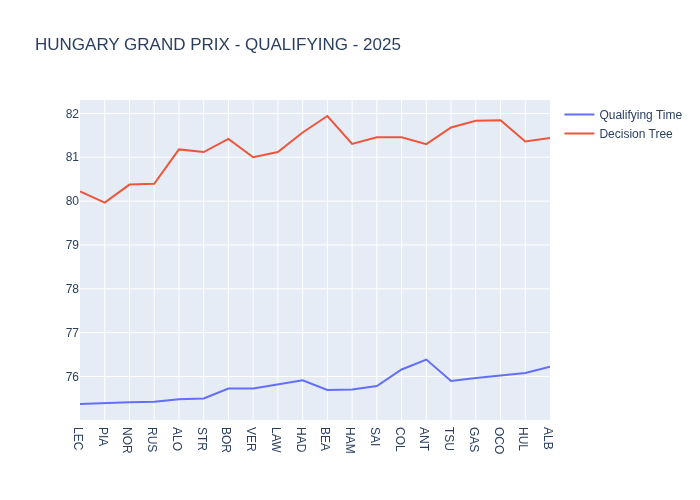 HUNGARY GRAND PRIX - QUALIFYING - 2025
82
81
80
79
78
77
76
Qualifying Time
Decision Tree
LEC
PIA
NOR
RUS
ALO
STR
BOR
VER
LAW
HAD
BEA
HAM
SAI
COL
ANT
TSU
GAS
OCO
HUL
ALB